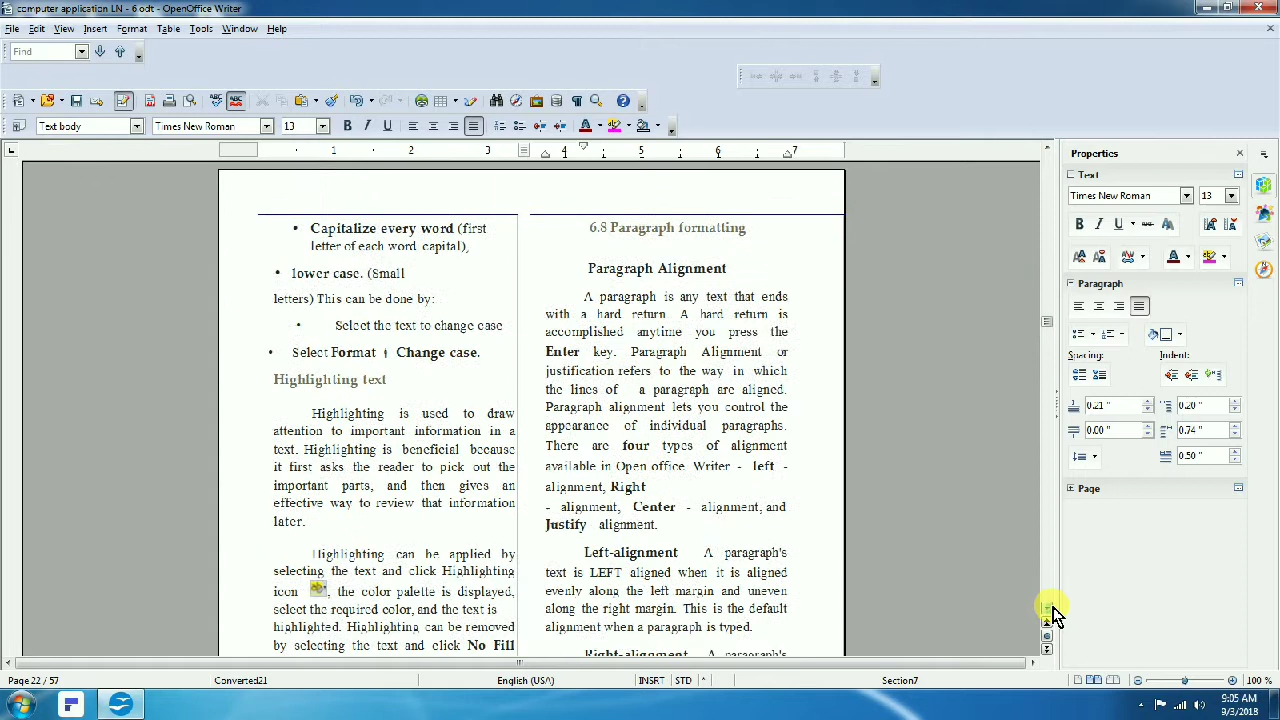 computer application LN - 6.odt - OpenOffice Writer
File Edit View Insert Format Table Tools Window Help
Find
Text body Times New Roman 13 B I U
1 2 3 4 5 6 7
• Capitalize every word (first
letter of each word capital),
• lower case. (Small
letters) This can be done by:
• Select the text to change case
• Select Format Change case.
Highlighting text
Highlighting is used to draw
attention to important information in a
text. Highlighting is beneficial because
it first asks the reader to pick out the
important parts, and then gives an
effective way to review that information
later.
Highlighting can be applied by
selecting the text and click Highlighting
icon , the color palette is displayed,
select the required color, and the text is
highlighted. Highlighting can be removed
by selecting the text and click No Fill
6.8 Paragraph formatting
Paragraph Alignment
A paragraph is any text that ends
with a hard return. A hard return is
accomplished anytime you press the
Enter key. Paragraph Alignment or
justification refers to the way in which
the lines of a paragraph are aligned.
Paragraph alignment lets you control the
appearance of individual paragraphs.
There are four types of alignment
available in Open office. Writer - left -
alignment, Right
- alignment, Center - alignment, and
Justify alignment.
Left-alignment A paragraph's
text is LEFT aligned when it is aligned
evenly along the left margin and uneven
along the right margin. This is the default
alignment when a paragraph is typed.
Right-alignment A paragraph's
Properties
Text
Times New Roman 13
Paragraph
Spacing: Indent:
0.21 " 0.20 "
0.00 " 0.74 "
0.50 "
Page
Page 22 / 57 Converted21 English (USA) INSRT STD Section7 100 %
9:05 AM
9/3/2018